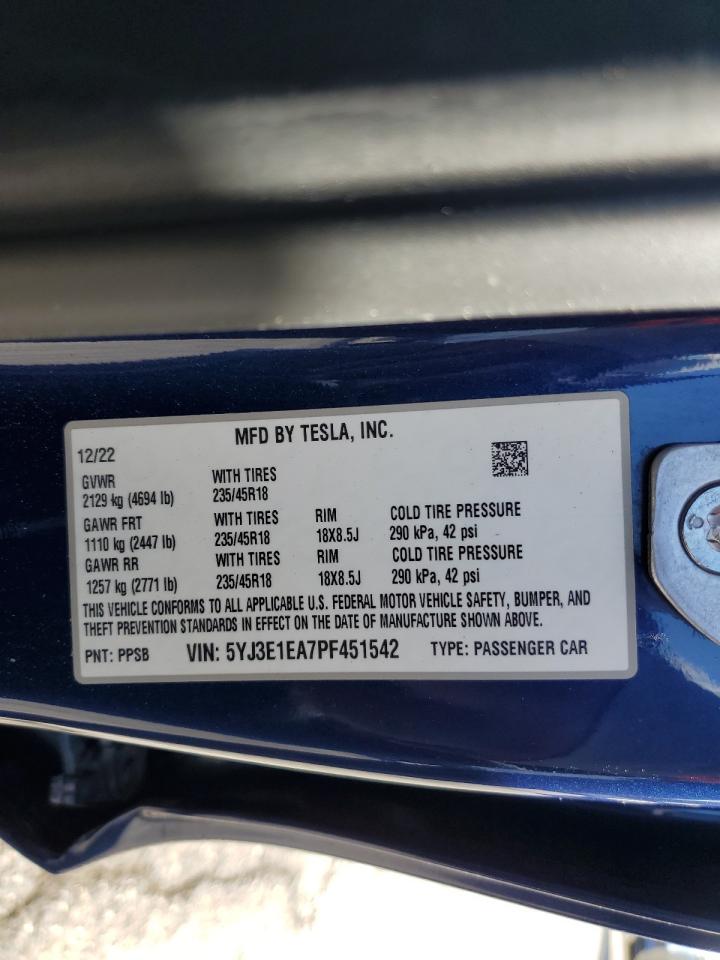 MFD BY TESLA, INC.
12/22
GVWR WITH TIRES
2129 kg (4694 lb) 235/45R18
GAWR FRT WITH TIRES RIM COLD TIRE PRESSURE
1110 kg (2447 lb) 235/45R18 18X8.5J 290 kPa, 42 psi
GAWR RR WITH TIRES RIM COLD TIRE PRESSURE
1257 kg (2771 lb) 235/45R18 18X8.5J 290 kPa, 42 psi
THIS VEHICLE CONFORMS TO ALL APPLICABLE U.S. FEDERAL MOTOR VEHICLE SAFETY, BUMPER, AND
THEFT PREVENTION STANDARDS IN EFFECT ON THE DATE OF MANUFACTURE SHOWN ABOVE.
PNT: PPSB VIN: 5YJ3E1EA7PF451542 TYPE: PASSENGER CAR